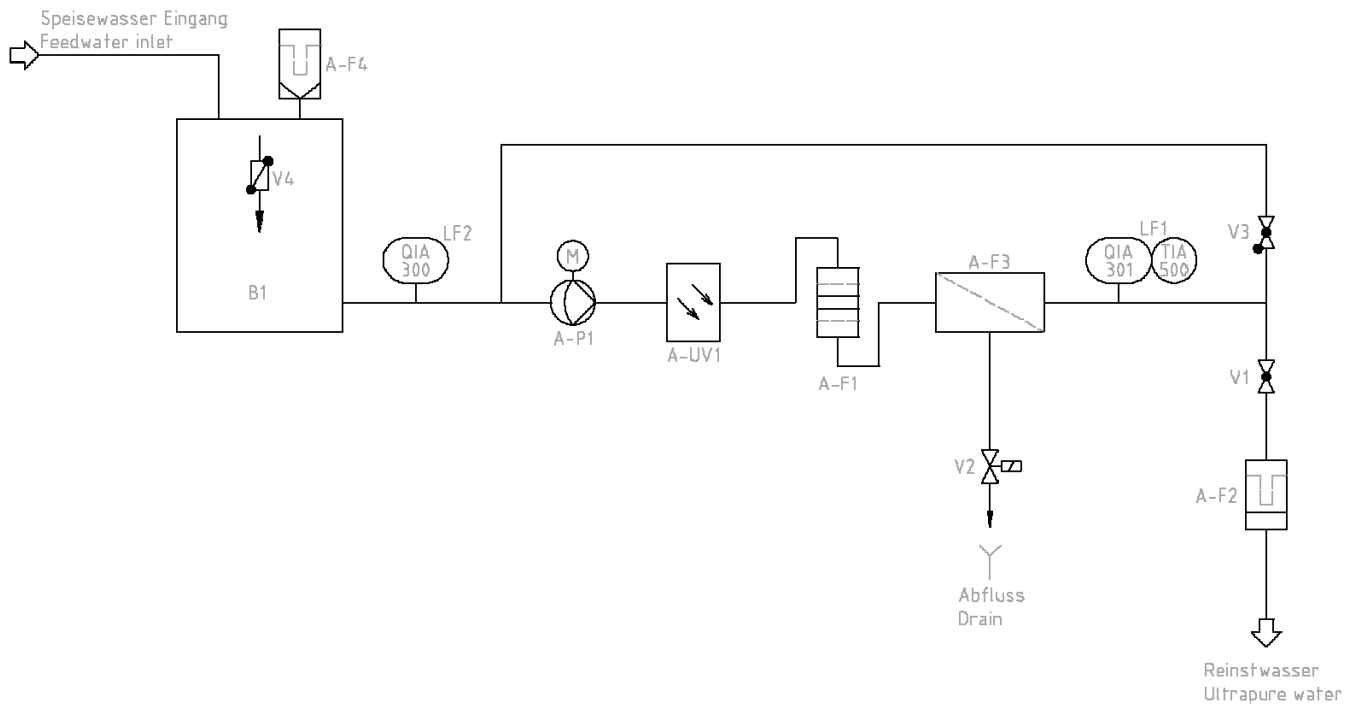 Speisewasser Eingang
Feedwater inlet
A-F4
V4
B1
LF2
QIA
300
M
A-P1
A-UV1
A-F1
A-F3
LF1
QIA
301
TIA
500
V3
V1
V2
A-F2
Abfluss
Drain
Reinstwasser
Ultrapure water